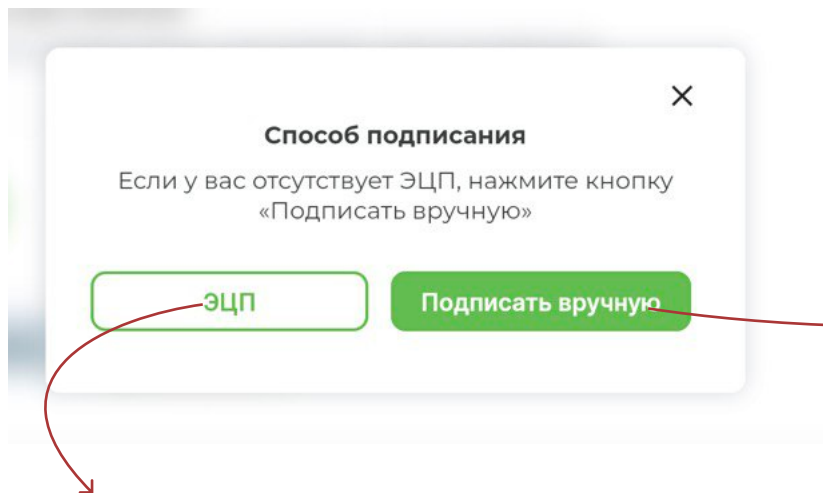 Способ подписания
Если у вас отсутствует ЭЦП, нажмите кнопку
«Подписать вручную»
ЭЦП
Подписать вручную